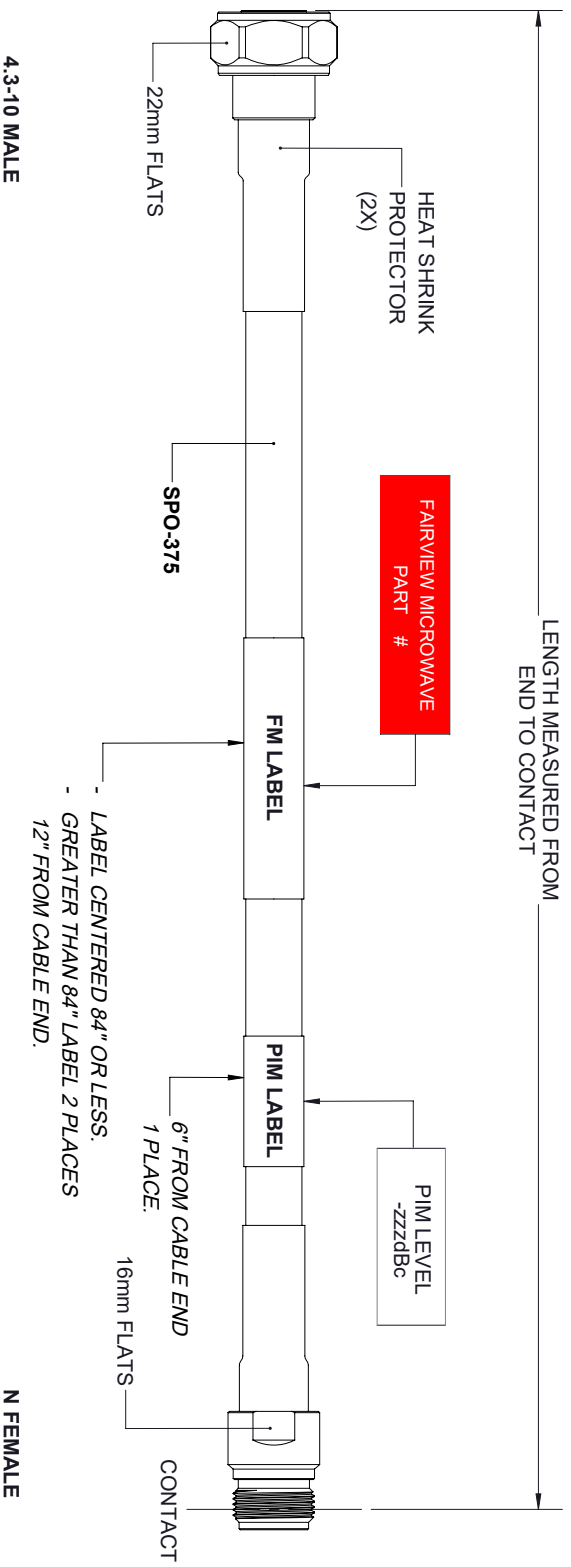 LENGTH MEASURED FROM
END TO CONTACT
HEAT SHRINK
PROTECTOR
(2X)
FAIRVIEW MICROWAVE
PART #
PIM LEVEL
-zzzdBc
22mm FLATS
SPO-375
FM LABEL
PIM LABEL
CONTACT
16mm FLATS
6" FROM CABLE END
1 PLACE.
- LABEL CENTERED 84" OR LESS.
- GREATER THAN 84" LABEL 2 PLACES
12" FROM CABLE END.
4.3-10 MALE
N FEMALE